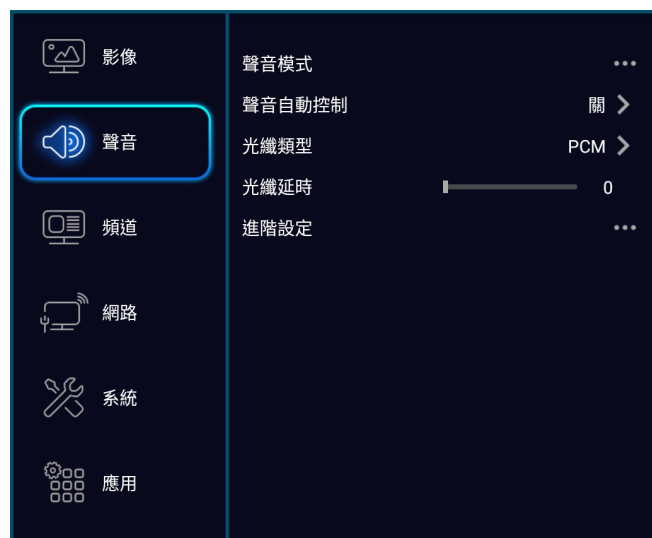 影像
聲音
頻道
網路
系統
應用
聲音模式
聲音自動控制 關
光纖類型 PCM
光纖延時 0
進階設定